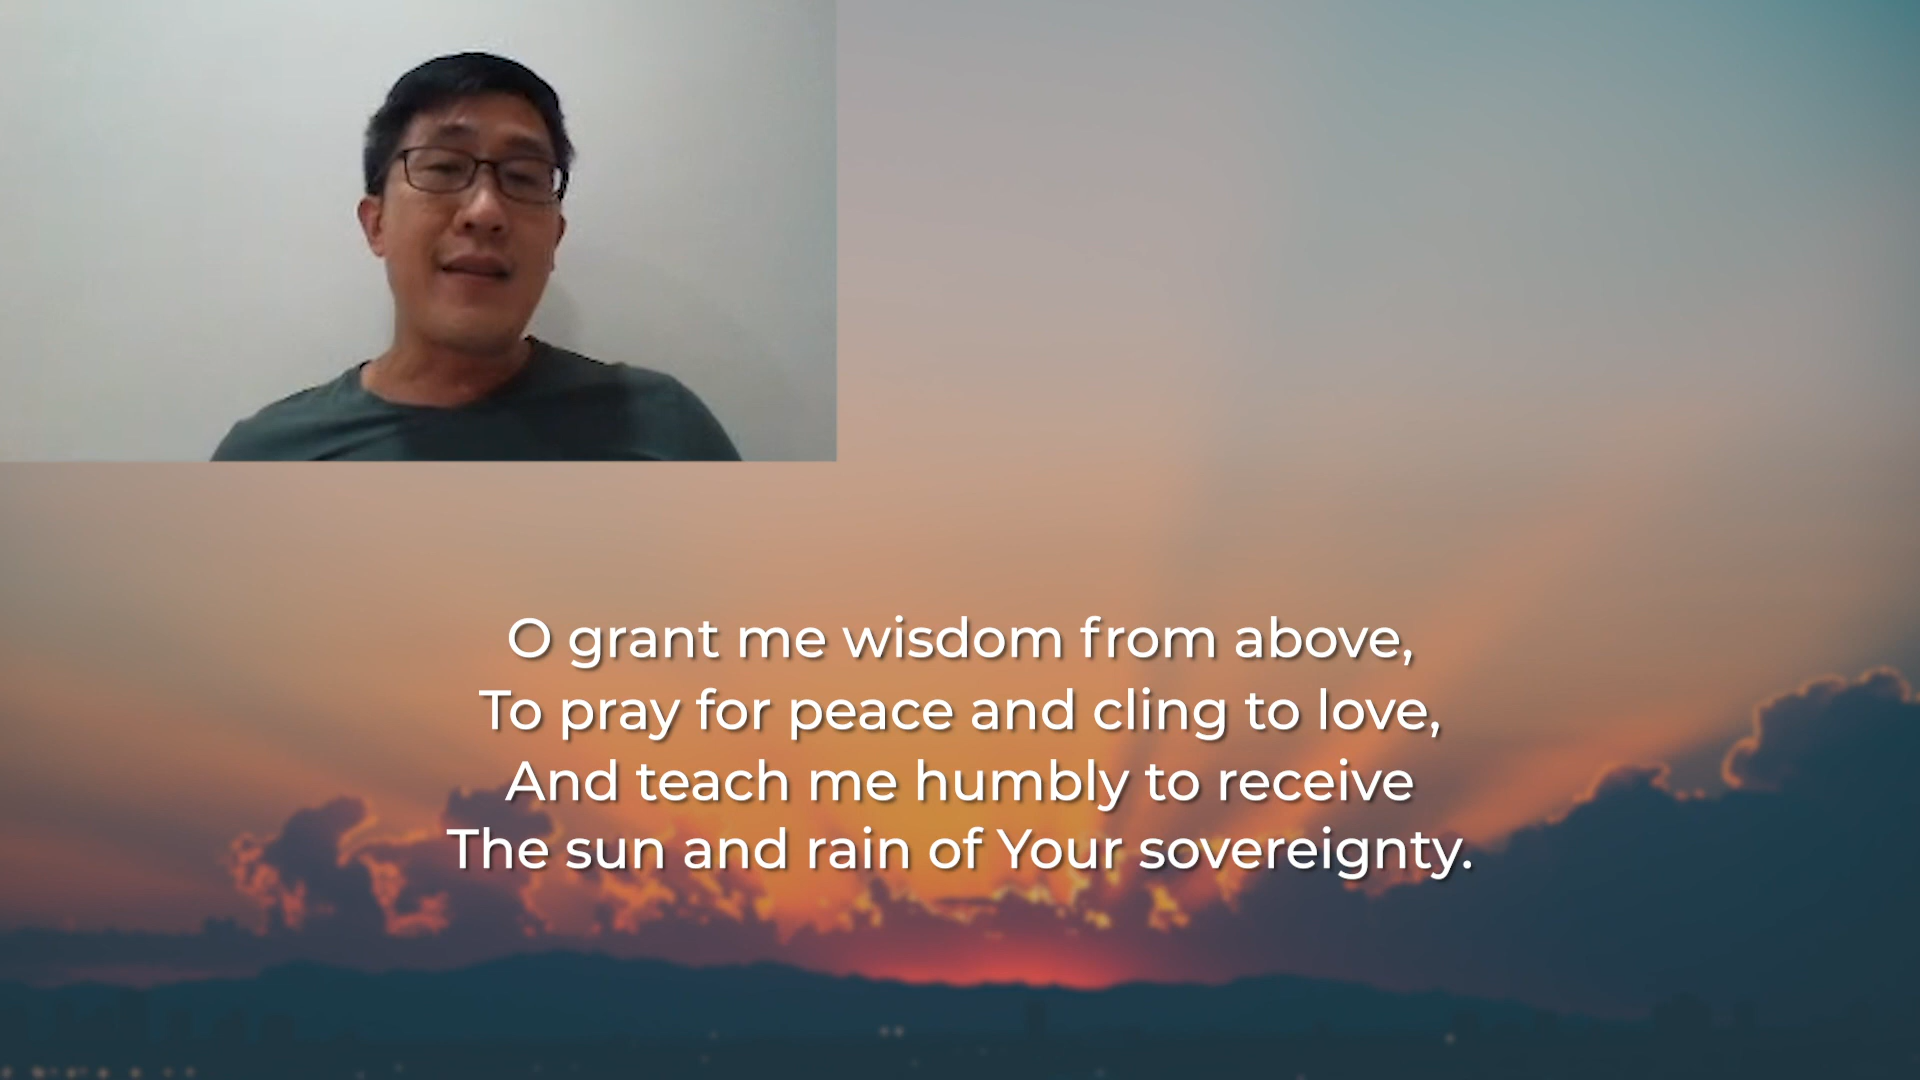 O grant me wisdom from above,
To pray for peace and cling to love,
And teach me humbly to receive
The sun and rain of Your sovereignty.